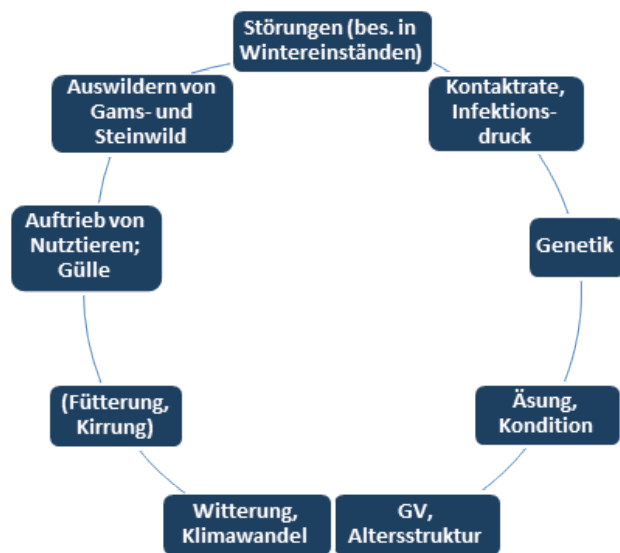 Störungen (bes. in
Wintereinständen)
Kontaktrate,
Infektions-
druck
Genetik
Äsung,
Kondition
GV,
Altersstruktur
Witterung,
Klimawandel
(Fütterung,
Kirrung)
Auftrieb von
Nutztieren;
Gülle
Auswildern von
Gams- und
Steinwild